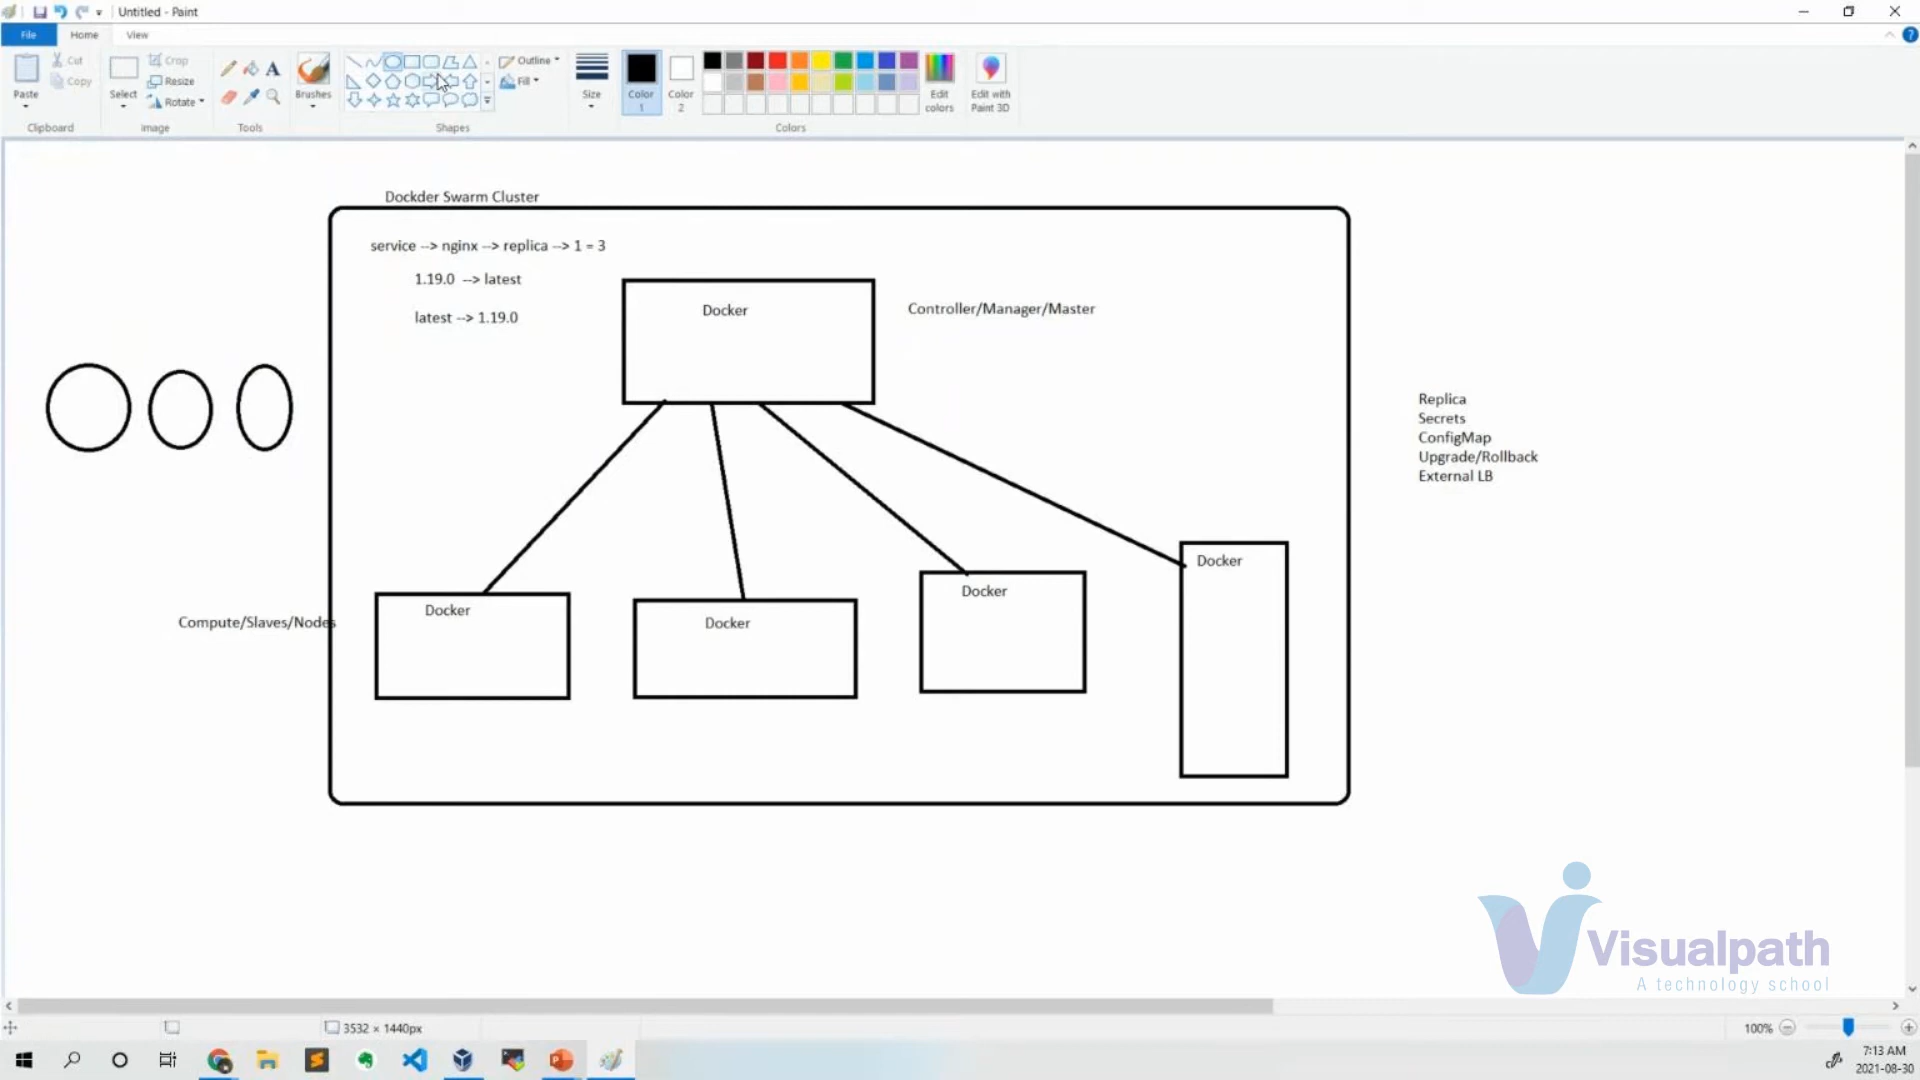 Untitled - Paint
File Home View
Paste
Cut
Copy
Clipboard
Select
Crop
Resize
Rotate
Image
Tools
Brushes
Shapes
Outline
Fill
Size
Color 1
Color 2
Colors
Edit colors
Edit with Paint 3D
Dockder Swarm Cluster
service --> nginx --> replica --> 1 = 3
1.19.0 --> latest
latest --> 1.19.0
Docker
Controller/Manager/Master
Replica
Secrets
ConfigMap
Upgrade/Rollback
External LB
Compute/Slaves/Nodes
Docker
Docker
Docker
Docker
Visualpath
A technology school
3532 × 1440px
100%
7:13 AM
2021-08-30